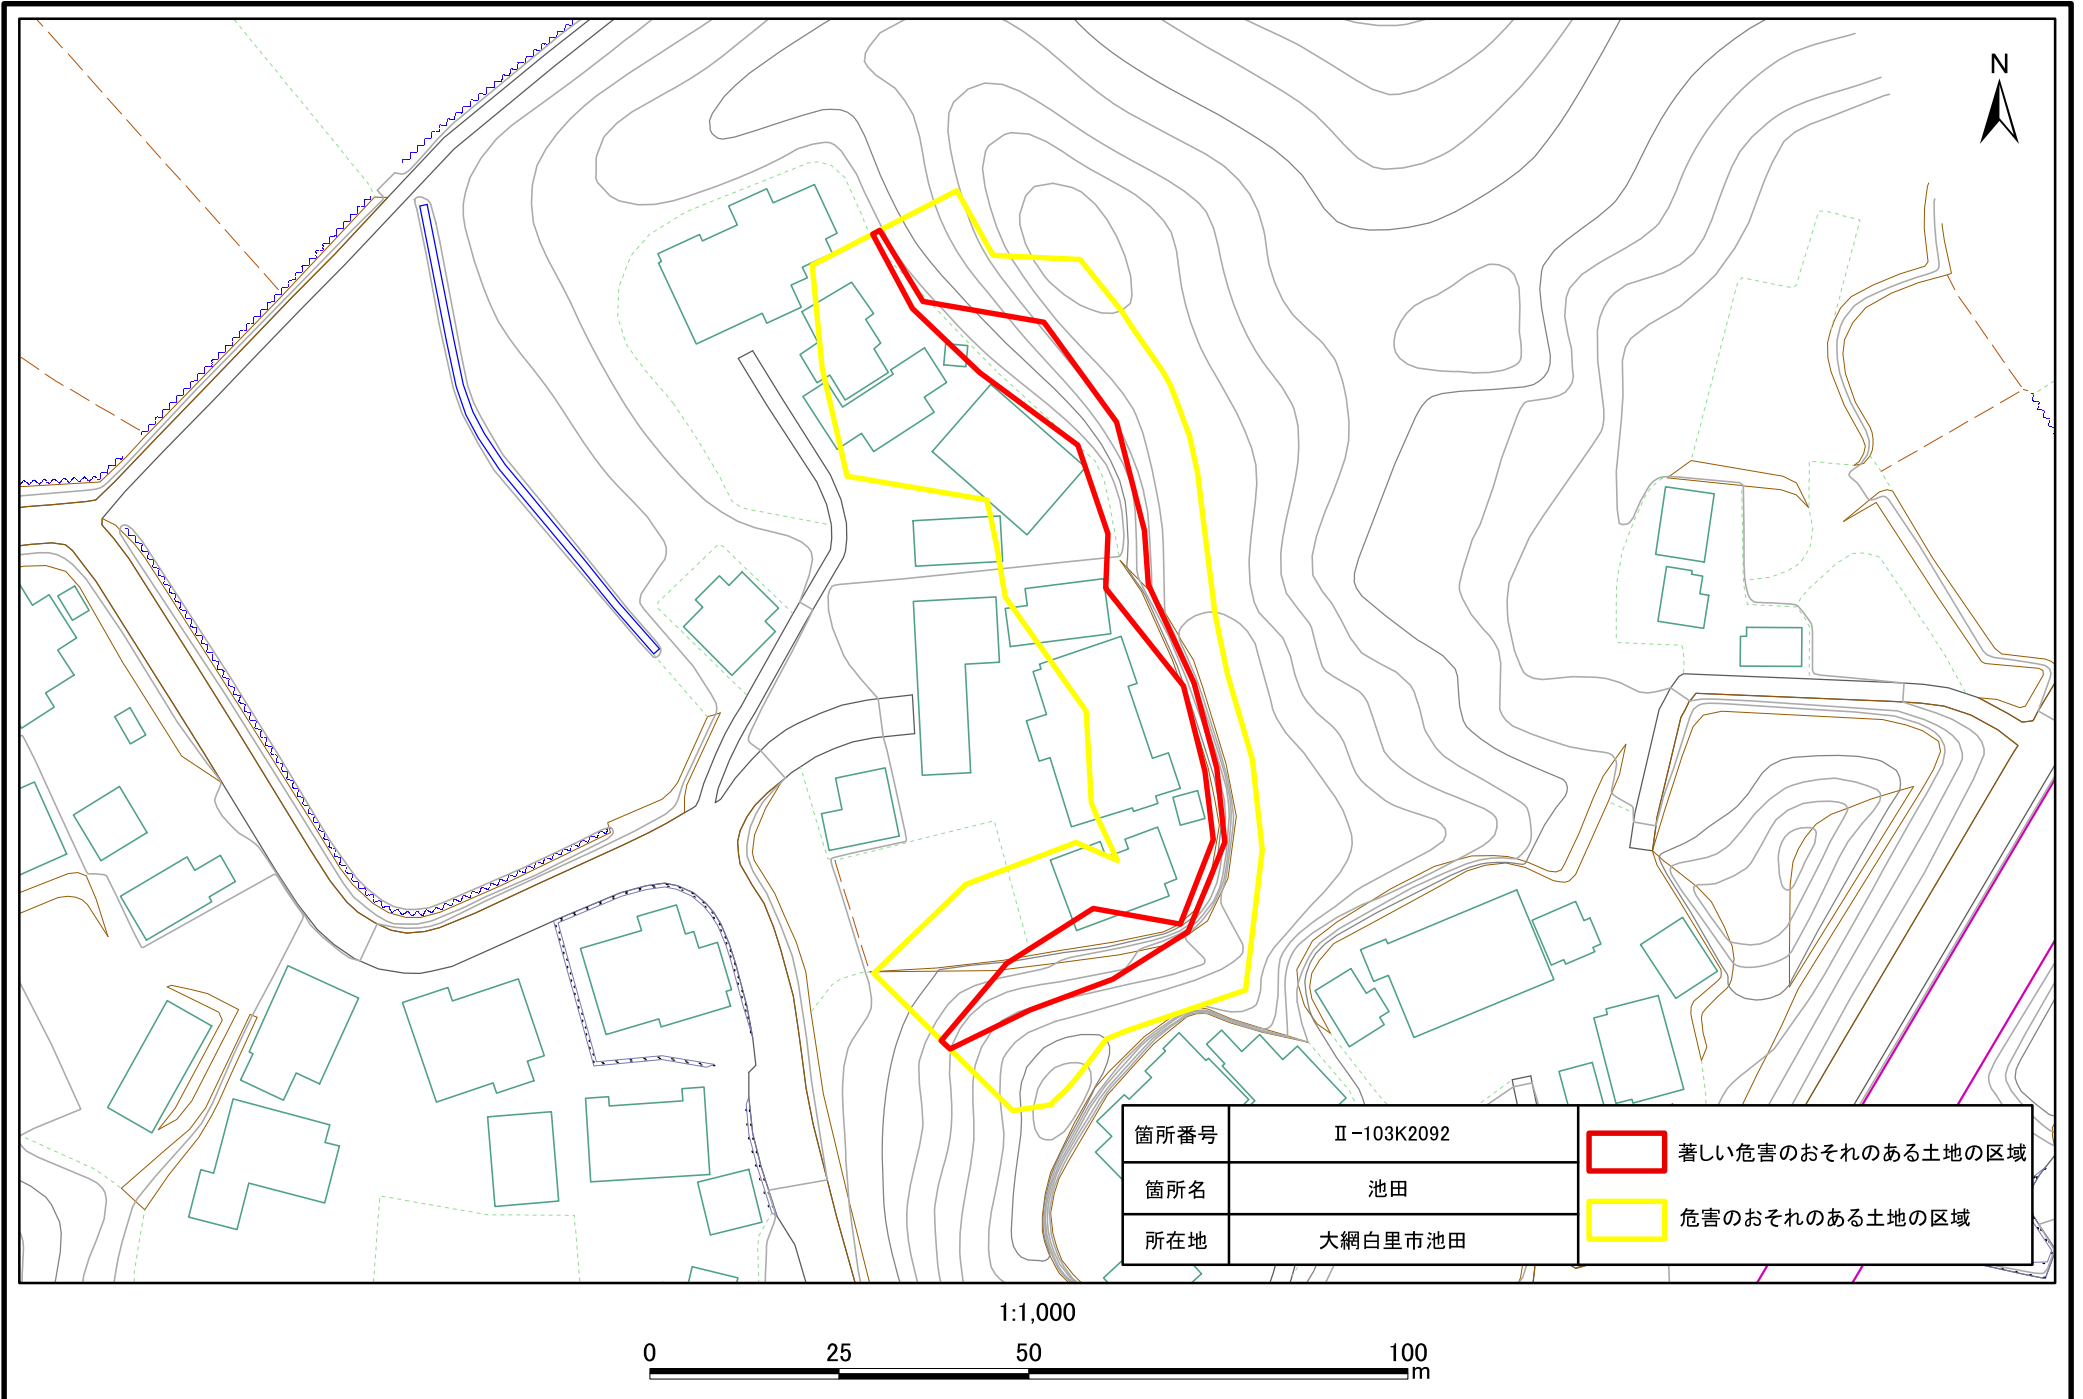 N
箇所番号 Ⅱ-103K2092
箇所名 池田
所在地 大網白里市池田
著しい危害のおそれのある土地の区域
危害のおそれのある土地の区域
1:1,000
0 25 50 100
m